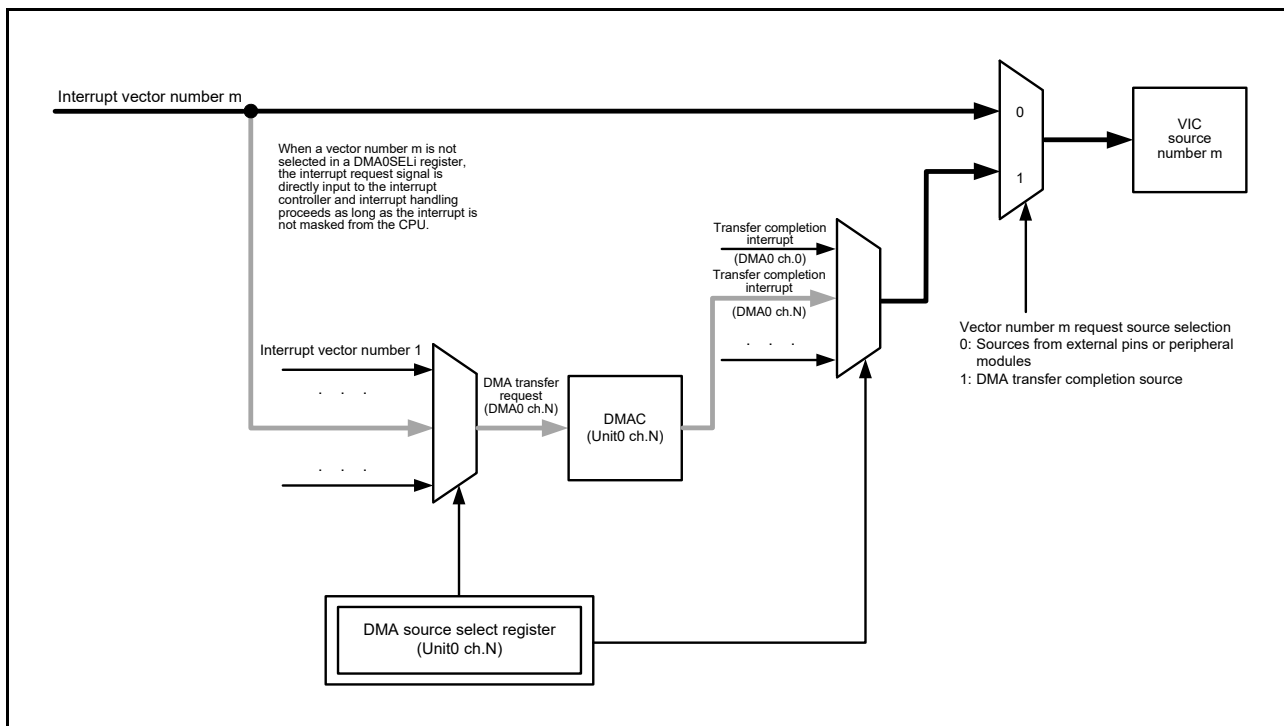 Interrupt vector number m
When a vector number m is not
selected in a DMA0SELi register,
the interrupt request signal is
directly input to the interrupt
controller and interrupt handling
proceeds as long as the interrupt is
not masked from the CPU.
0
1
VIC
source
number m
Transfer completion
interrupt
(DMA0 ch.0)
Transfer completion
interrupt
(DMA0 ch.N)
. . .
Vector number m request source selection
0: Sources from external pins or peripheral
modules
1: DMA transfer completion source
Interrupt vector number 1
. . .
. . .
DMA transfer
request
(DMA0 ch.N)
DMAC
(Unit0 ch.N)
DMA source select register
(Unit0 ch.N)